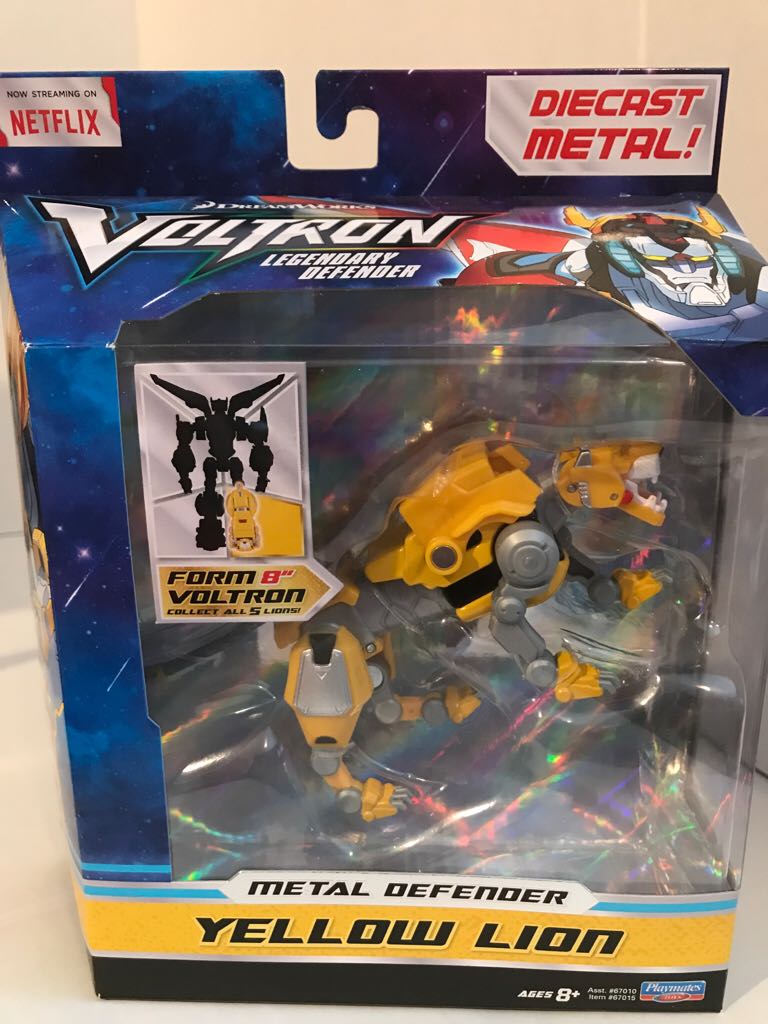 NOW STREAMING ON
NETFLIX
DIECAST
METAL!
DREAMWORKS
VOLTRON
LEGENDARY
DEFENDER
FORM 8"
VOLTRON
COLLECT ALL 5 LIONS!
METAL DEFENDER
YELLOW LION
AGES 8+
Asst. #67010
Item #67015
Playmates
TOYS